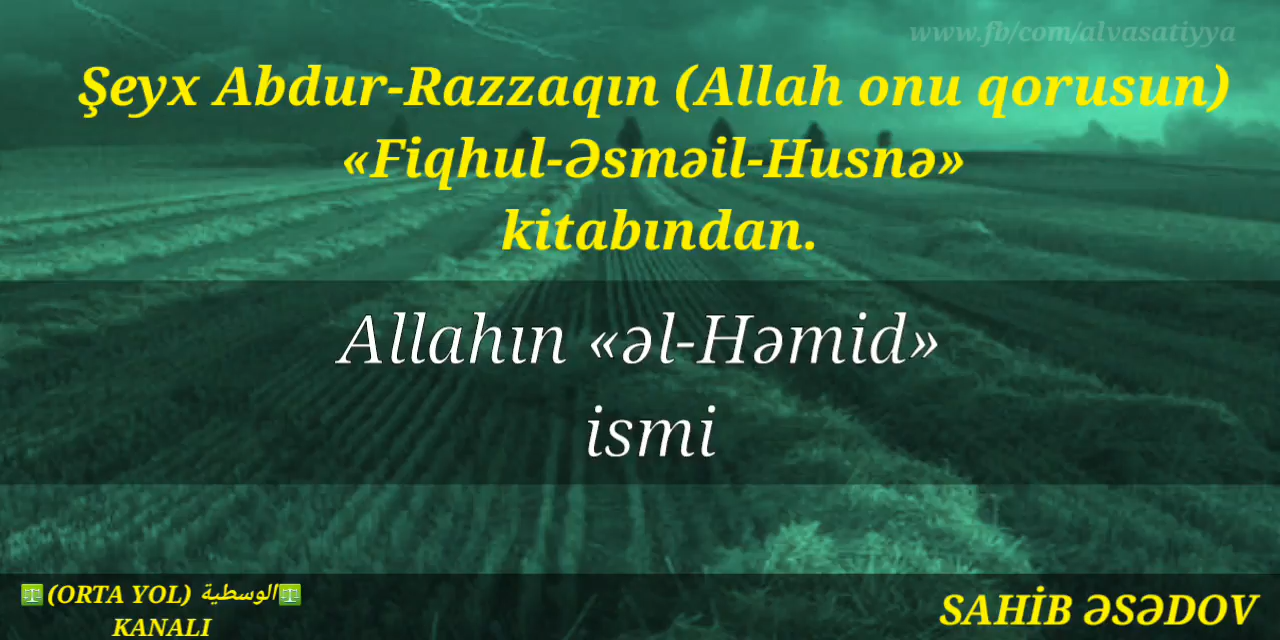 www.fb/com/alvasatiyya
Şeyx Abdur-Razzaqın (Allah onu qorusun)
«Fiqhul-Əsməil-Husnə»
kitabından.
Allahın «əl-Həmid»
ismi
(ORTA YOL) الوسطية
KANALI
SAHİB ƏSƏDOV